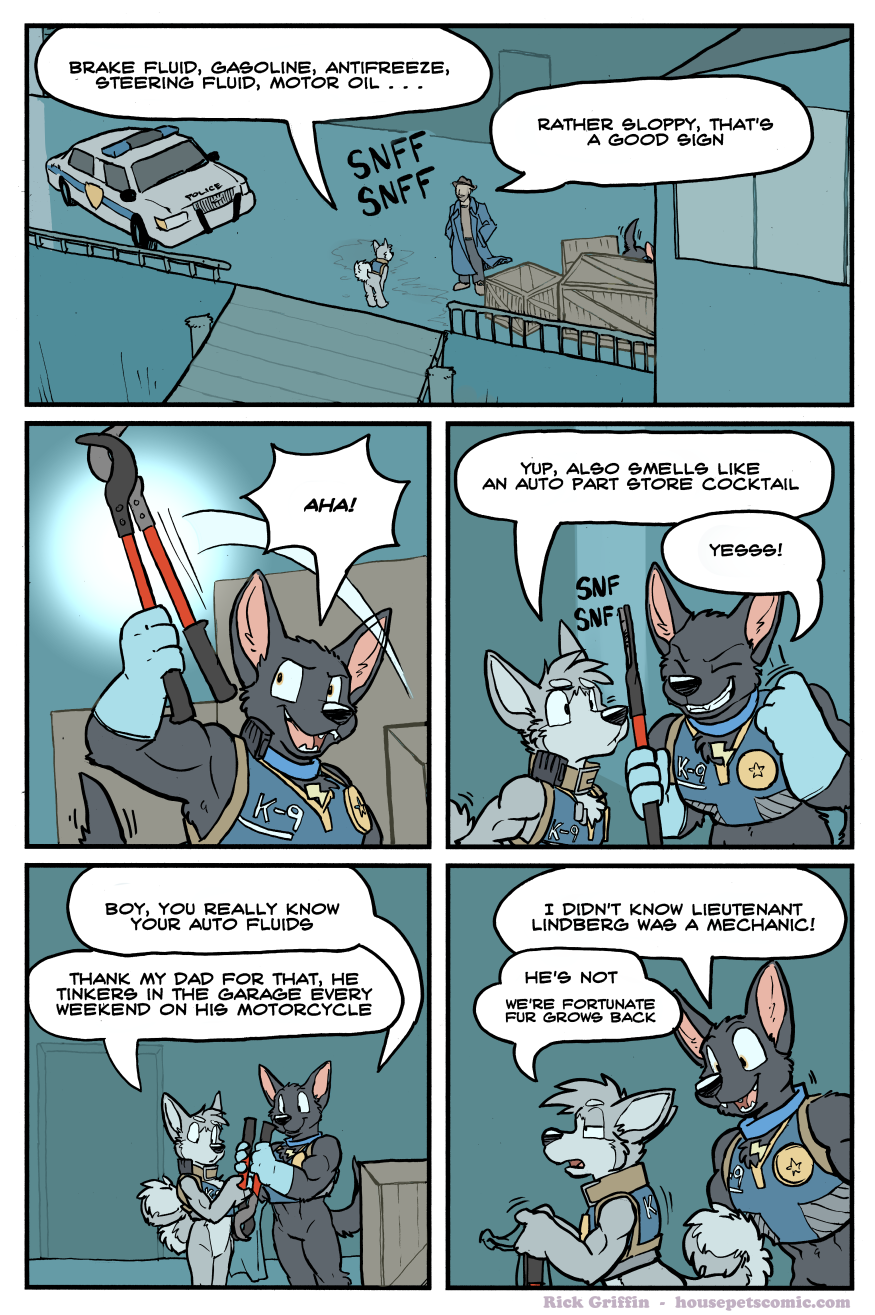 BRAKE FLUID, GASOLINE, ANTIFREEZE,
STEERING FLUID, MOTOR OIL . . .
RATHER SLOPPY, THAT'S
A GOOD SIGN
SNFF
SNFF
POLICE
AHA!
K-9
YUP, ALSO SMELLS LIKE
AN AUTO PART STORE COCKTAIL
YESSS!
SNF
SNF
K-9
K-9
BOY, YOU REALLY KNOW
YOUR AUTO FLUIDS
THANK MY DAD FOR THAT, HE
TINKERS IN THE GARAGE EVERY
WEEKEND ON HIS MOTORCYCLE
K
I DIDN'T KNOW LIEUTENANT
LINDBERG WAS A MECHANIC!
HE'S NOT
WE'RE FORTUNATE
FUR GROWS BACK
-9
K
Rick Griffin - housepetscomic.com